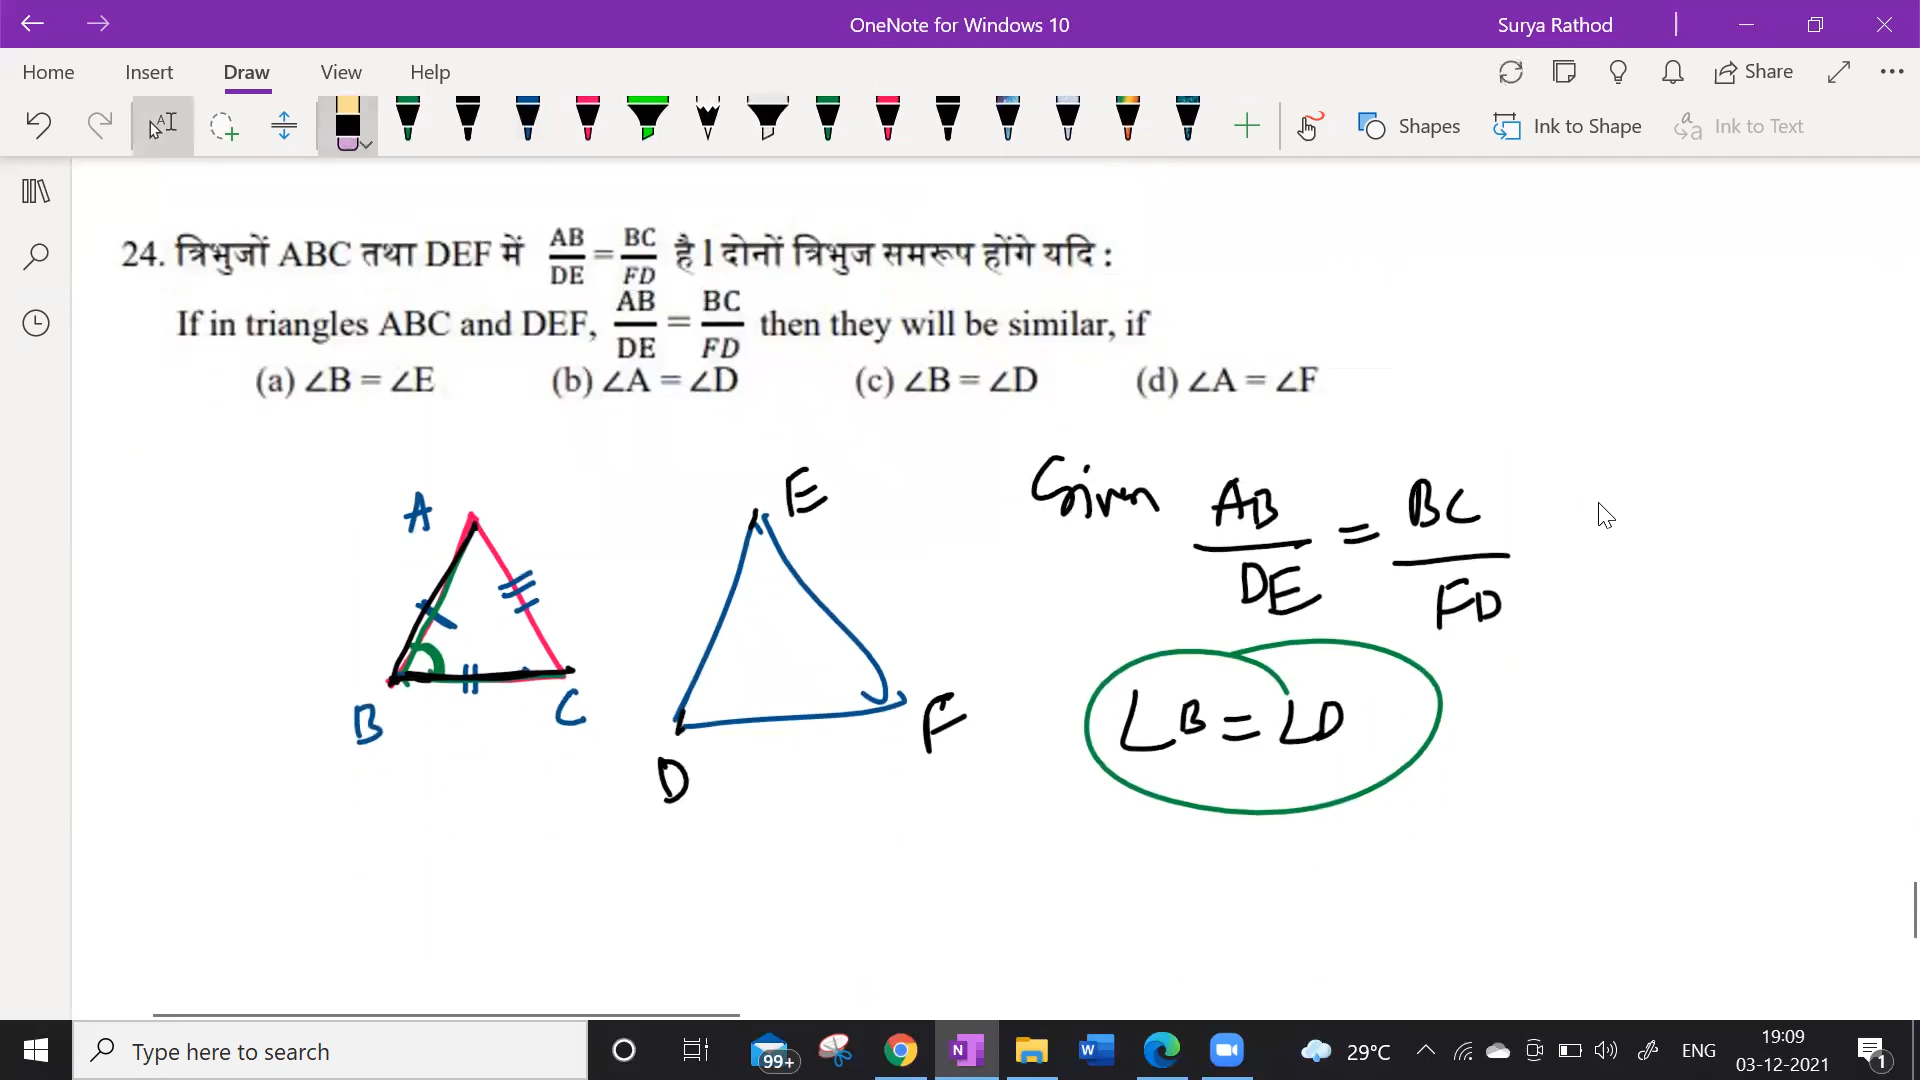 OneNote for Windows 10
Surya Rathod
Home Insert Draw View Help
Share
Shapes Ink to Shape Ink to Text
24. त्रिभुजों ABC तथा DEF में AB/DE = BC/FD है l दोनों त्रिभुज समरूप होंगे यदि :
If in triangles ABC and DEF, AB/DE = BC/FD then they will be similar, if
(a) ∠B = ∠E (b) ∠A = ∠D (c) ∠B = ∠D (d) ∠A = ∠F
A
B
C
E
D
F
Given AB/DE = BC/FD
∠B = ∠D
Type here to search
99+
29°C
ENG
19:09
03-12-2021
1